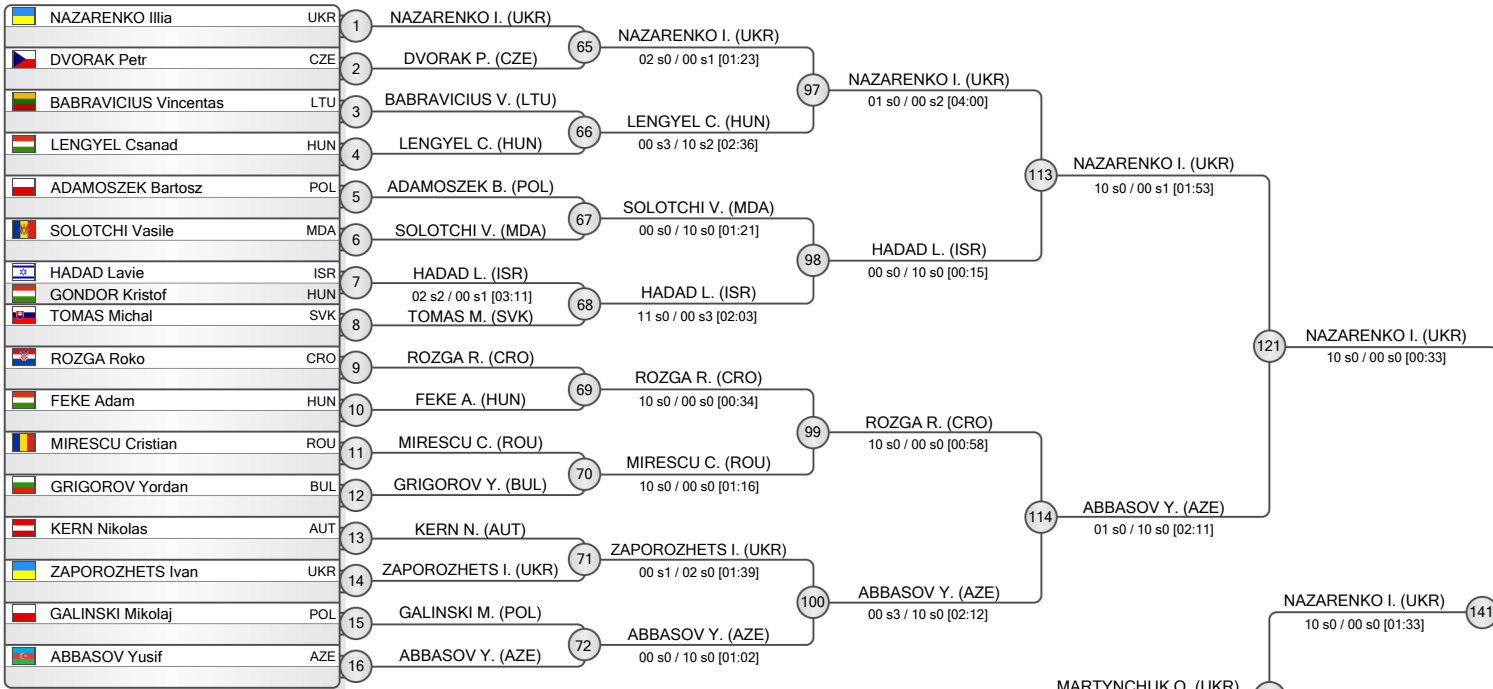 NAZARENKO Illia UKR
DVORAK Petr CZE
BABRAVICIUS Vincentas LTU
LENGYEL Csanad HUN
ADAMOSZEK Bartosz POL
SOLOTCHI Vasile MDA
HADAD Lavie ISR
GONDOR Kristof HUN
TOMAS Michal SVK
ROZGA Roko CRO
FEKE Adam HUN
MIRESCU Cristian ROU
GRIGOROV Yordan BUL
KERN Nikolas AUT
ZAPOROZHETS Ivan UKR
GALINSKI Mikolaj POL
ABBASOV Yusif AZE
1
2
3
4
5
6
7
8
9
10
11
12
13
14
15
16
NAZARENKO I. (UKR)
DVORAK P. (CZE)
BABRAVICIUS V. (LTU)
LENGYEL C. (HUN)
ADAMOSZEK B. (POL)
SOLOTCHI V. (MDA)
HADAD L. (ISR)
02 s2 / 00 s1 [03:11]
TOMAS M. (SVK)
ROZGA R. (CRO)
FEKE A. (HUN)
MIRESCU C. (ROU)
GRIGOROV Y. (BUL)
KERN N. (AUT)
ZAPOROZHETS I. (UKR)
GALINSKI M. (POL)
ABBASOV Y. (AZE)
65
66
67
68
69
70
71
72
NAZARENKO I. (UKR)
02 s0 / 00 s1 [01:23]
LENGYEL C. (HUN)
00 s3 / 10 s2 [02:36]
SOLOTCHI V. (MDA)
00 s0 / 10 s0 [01:21]
HADAD L. (ISR)
11 s0 / 00 s3 [02:03]
ROZGA R. (CRO)
10 s0 / 00 s0 [00:34]
MIRESCU C. (ROU)
10 s0 / 00 s0 [01:16]
ZAPOROZHETS I. (UKR)
00 s1 / 02 s0 [01:39]
ABBASOV Y. (AZE)
00 s0 / 10 s0 [01:02]
97
98
99
100
NAZARENKO I. (UKR)
01 s0 / 00 s2 [04:00]
HADAD L. (ISR)
00 s0 / 10 s0 [00:15]
ROZGA R. (CRO)
10 s0 / 00 s0 [00:58]
ABBASOV Y. (AZE)
00 s3 / 10 s0 [02:12]
113
114
NAZARENKO I. (UKR)
10 s0 / 00 s1 [01:53]
ABBASOV Y. (AZE)
01 s0 / 10 s0 [02:11]
121
NAZARENKO I. (UKR)
10 s0 / 00 s0 [00:33]
NAZARENKO I. (UKR)
10 s0 / 00 s0 [01:33]
141
MARTYNCHUK O. (UKR)